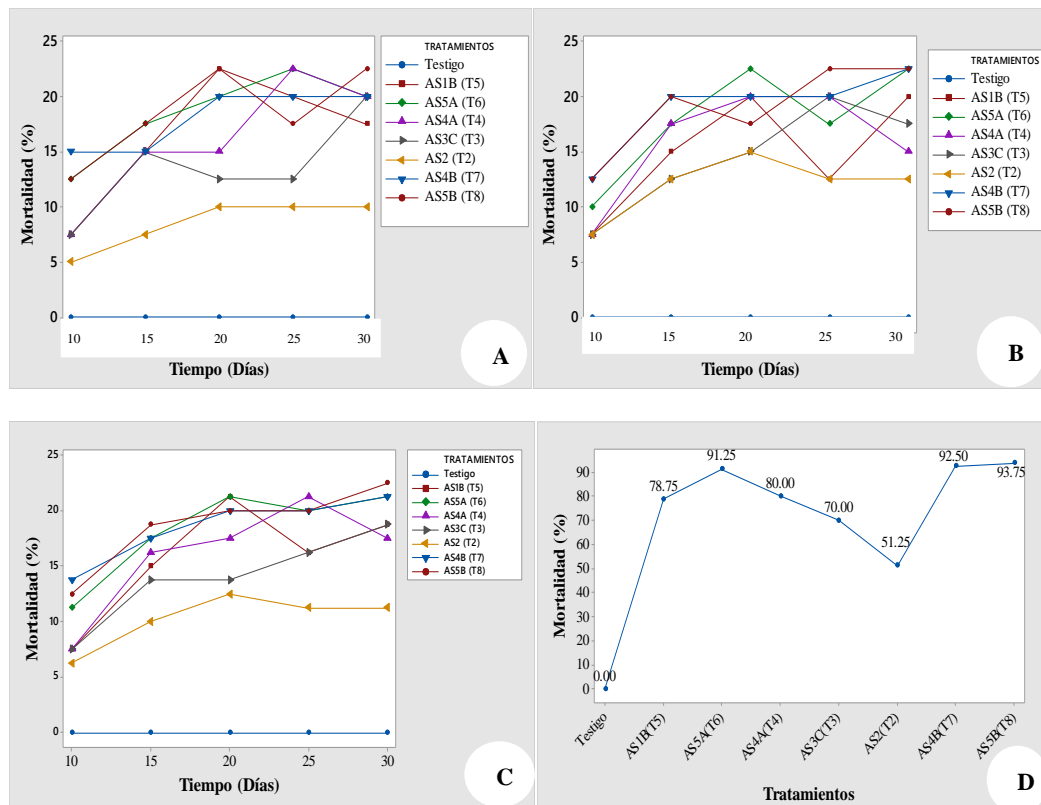 TRATAMIENTOS
Testigo
AS1B (T5)
AS5A (T6)
AS4A (T4)
AS3C (T3)
AS2 (T2)
AS4B (T7)
AS5B (T8)
Mortalidad (%)
25
20
15
10
5
0
10 15 20 25 30
Tiempo (Días)
A
TRATAMIENTOS
Testigo
AS1B (T5)
AS5A (T6)
AS4A (T4)
AS3C (T3)
AS2 (T2)
AS4B (T7)
AS5B (T8)
Mortalidad (%)
25
20
15
10
5
0
10 15 20 25 30
Tiempo (Días)
B
TRATAMIENTOS
Testigo
AS1B (T5)
AS5A (T6)
AS4A (T4)
AS3C (T3)
AS2 (T2)
AS4B (T7)
AS5B (T8)
Mortalidad (%)
25
20
15
10
5
0
10 15 20 25 30
Tiempo (Días)
C
Mortalidad (%)
90
80
70
60
50
40
30
20
10
0
0.00
78.75
91.25
80.00
70.00
51.25
92.50
93.75
Testigo
AS1B(T5)
AS5A(T6)
AS4A(T4)
AS3C(T3)
AS2(T2)
AS4B(T7)
AS5B(T8)
Tratamientos
D